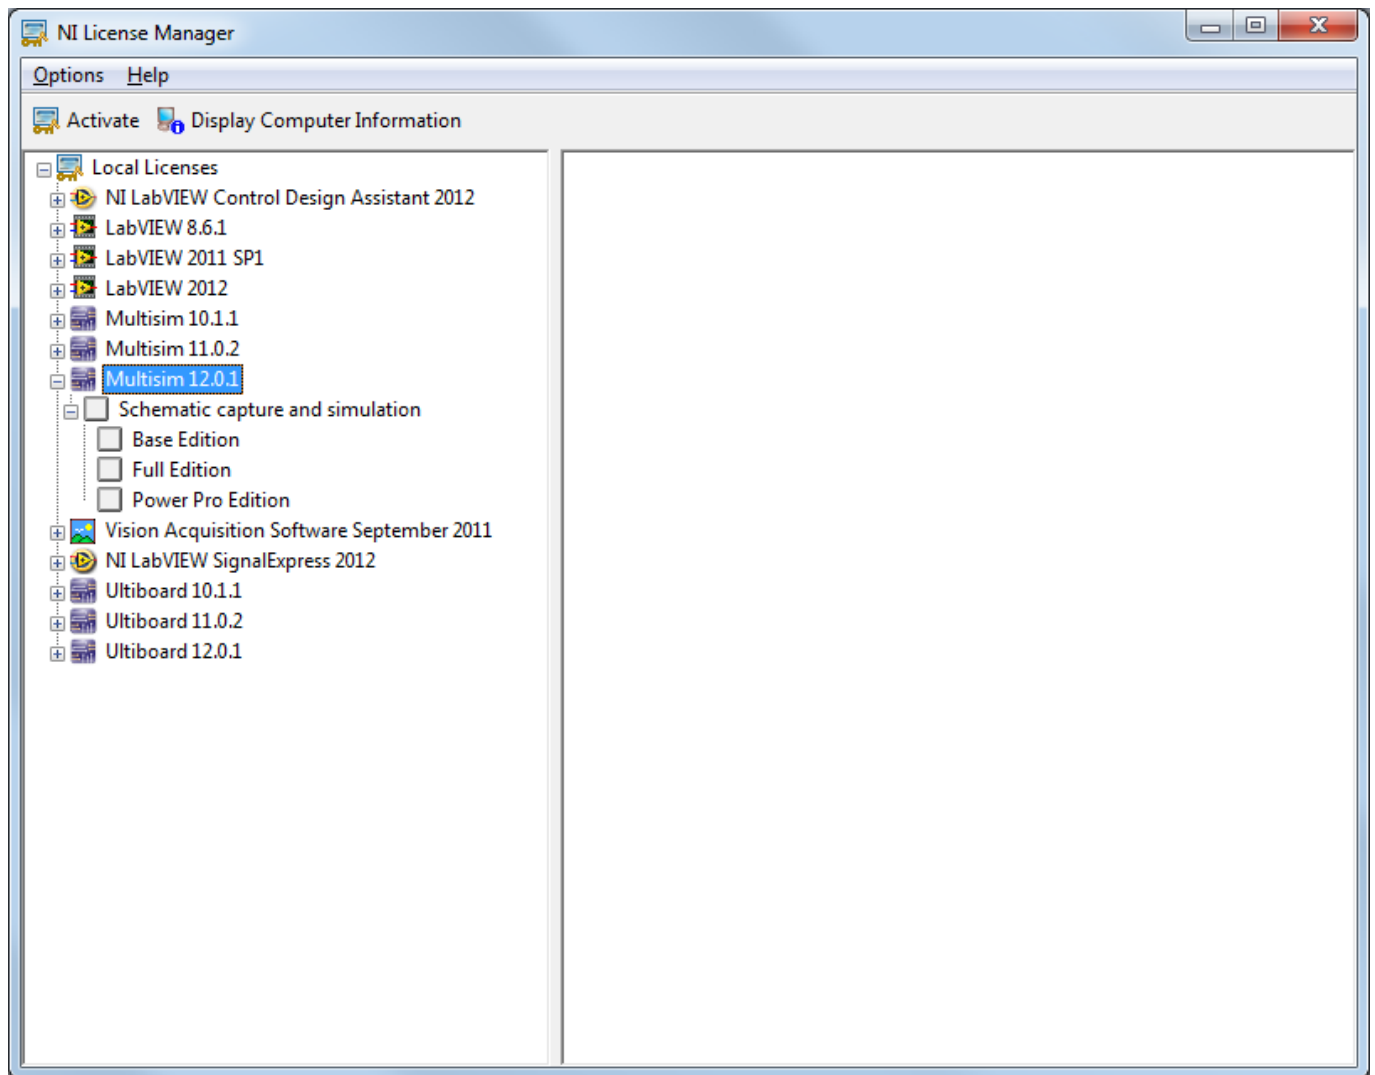 NI License Manager
Options Help
Activate Display Computer Information
Local Licenses
NI LabVIEW Control Design Assistant 2012
LabVIEW 8.6.1
LabVIEW 2011 SP1
LabVIEW 2012
Multisim 10.1.1
Multisim 11.0.2
Multisim 12.0.1
Schematic capture and simulation
Base Edition
Full Edition
Power Pro Edition
Vision Acquisition Software September 2011
NI LabVIEW SignalExpress 2012
Ultiboard 10.1.1
Ultiboard 11.0.2
Ultiboard 12.0.1